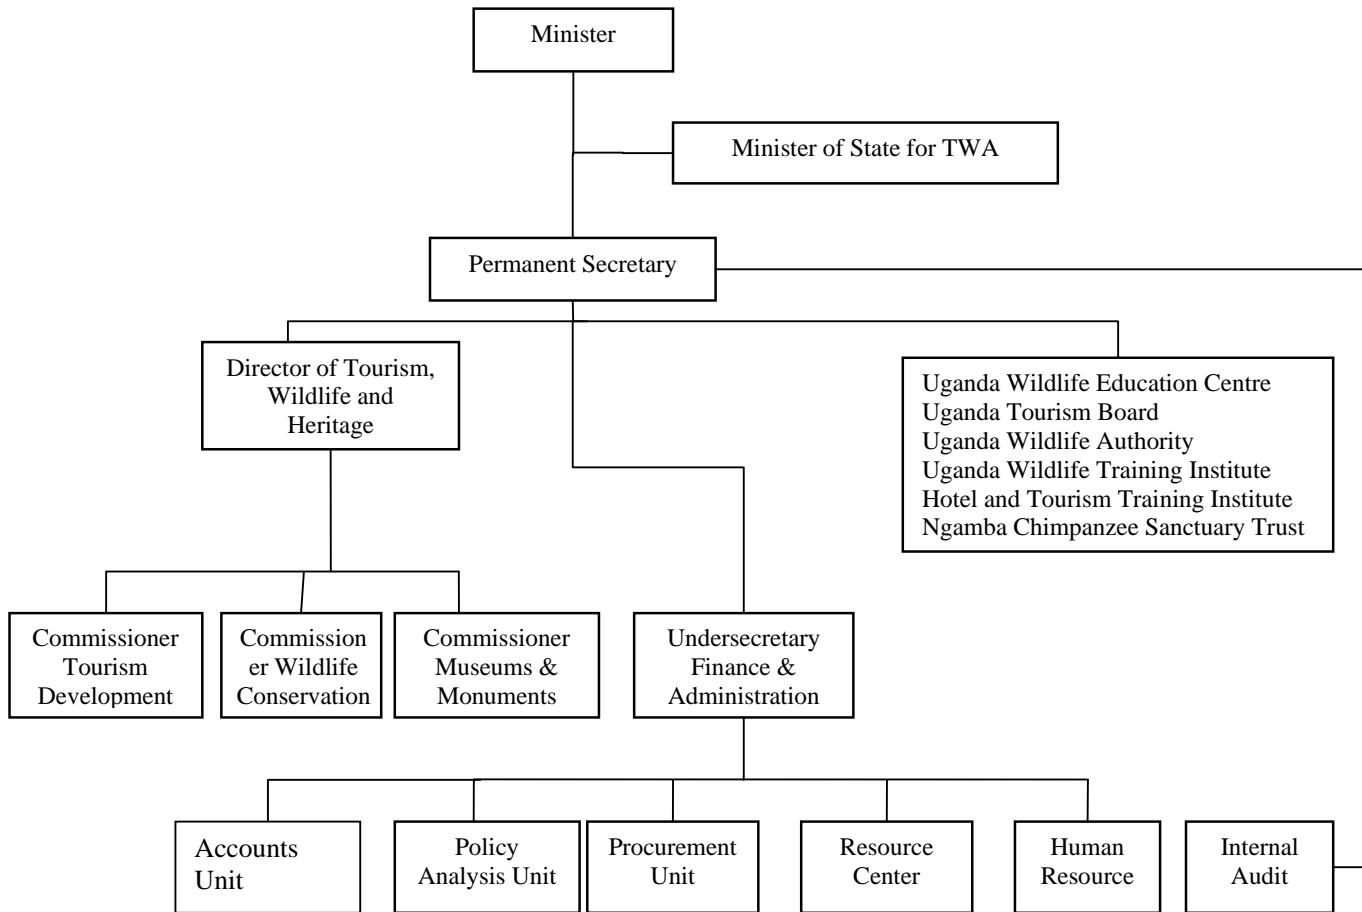 Minister
Minister of State for TWA
Permanent Secretary
Director of Tourism,
Wildlife and
Heritage
Uganda Wildlife Education Centre
Uganda Tourism Board
Uganda Wildlife Authority
Uganda Wildlife Training Institute
Hotel and Tourism Training Institute
Ngamba Chimpanzee Sanctuary Trust
Commissioner
Tourism
Development
Commission
er Wildlife
Conservation
Commissioner
Museums &
Monuments
Undersecretary
Finance &
Administration
Accounts
Unit
Policy
Analysis Unit
Procurement
Unit
Resource
Center
Human
Resource
Internal
Audit